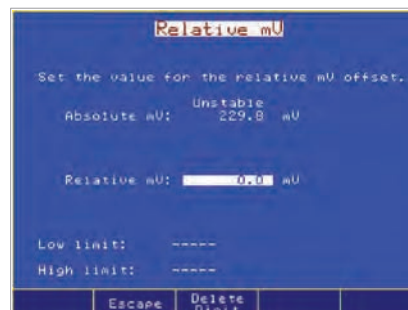 Relative mV
Set the value for the relative mV offset.
Unstable
Absolute mV: 229.8 mV
Relative mV: 0.0 mV
Low limit: -----
High limit: -----
Escape
Delete
Digit